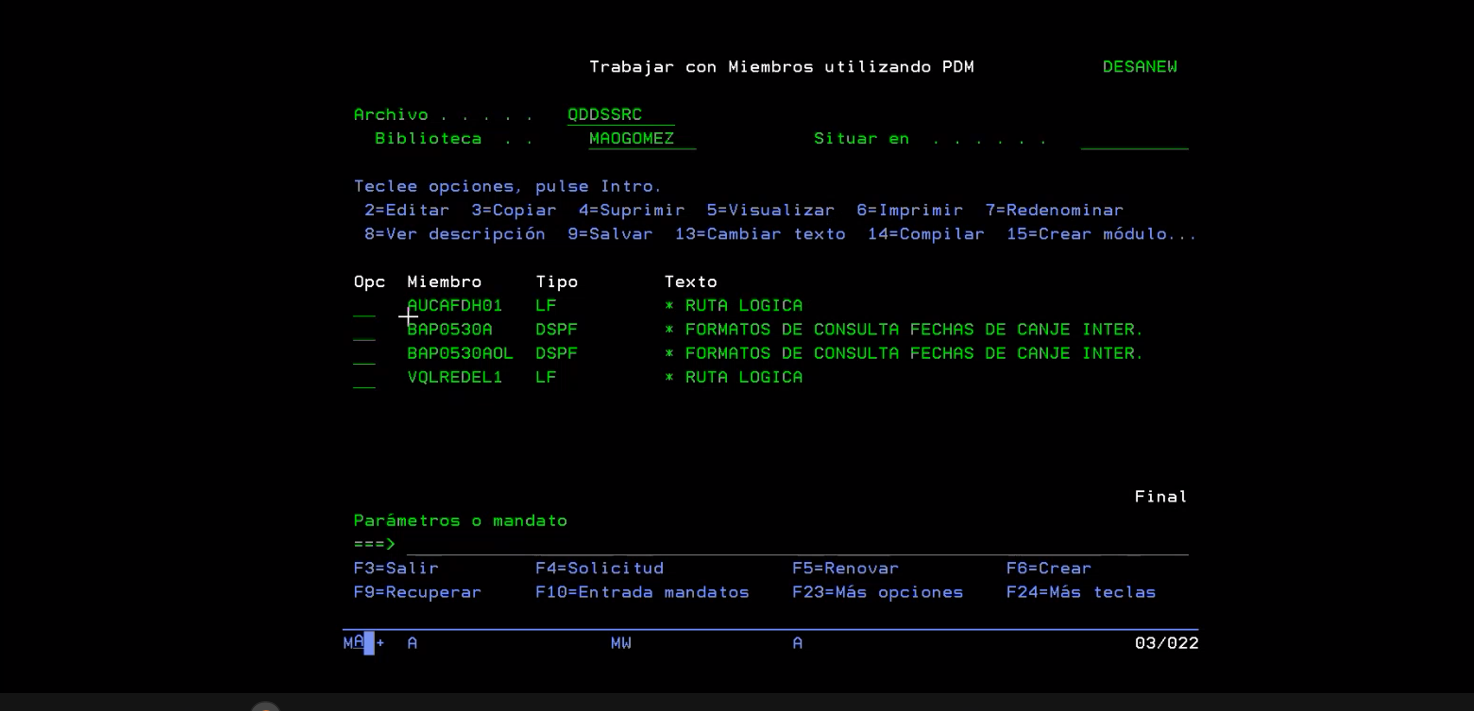 Trabajar con Miembros utilizando PDM DESANEW
Archivo . . . . . QDDSSRC
Biblioteca . . MAOGOMEZ Situar en . . . . . .
Teclee opciones, pulse Intro.
2=Editar 3=Copiar 4=Suprimir 5=Visualizar 6=Imprimir 7=Redenominar
8=Ver descripción 9=Salvar 13=Cambiar texto 14=Compilar 15=Crear módulo...
Opc Miembro Tipo Texto
AUCAFDH01 LF * RUTA LOGICA
BAP0530A DSPF * FORMATOS DE CONSULTA FECHAS DE CANJE INTER.
BAP0530AOL DSPF * FORMATOS DE CONSULTA FECHAS DE CANJE INTER.
VQLREDEL1 LF * RUTA LOGICA
Final
Parámetros o mandato
===>
F3=Salir F4=Solicitud F5=Renovar F6=Crear
F9=Recuperar F10=Entrada mandatos F23=Más opciones F24=Más teclas
MA + A MW A 03/022